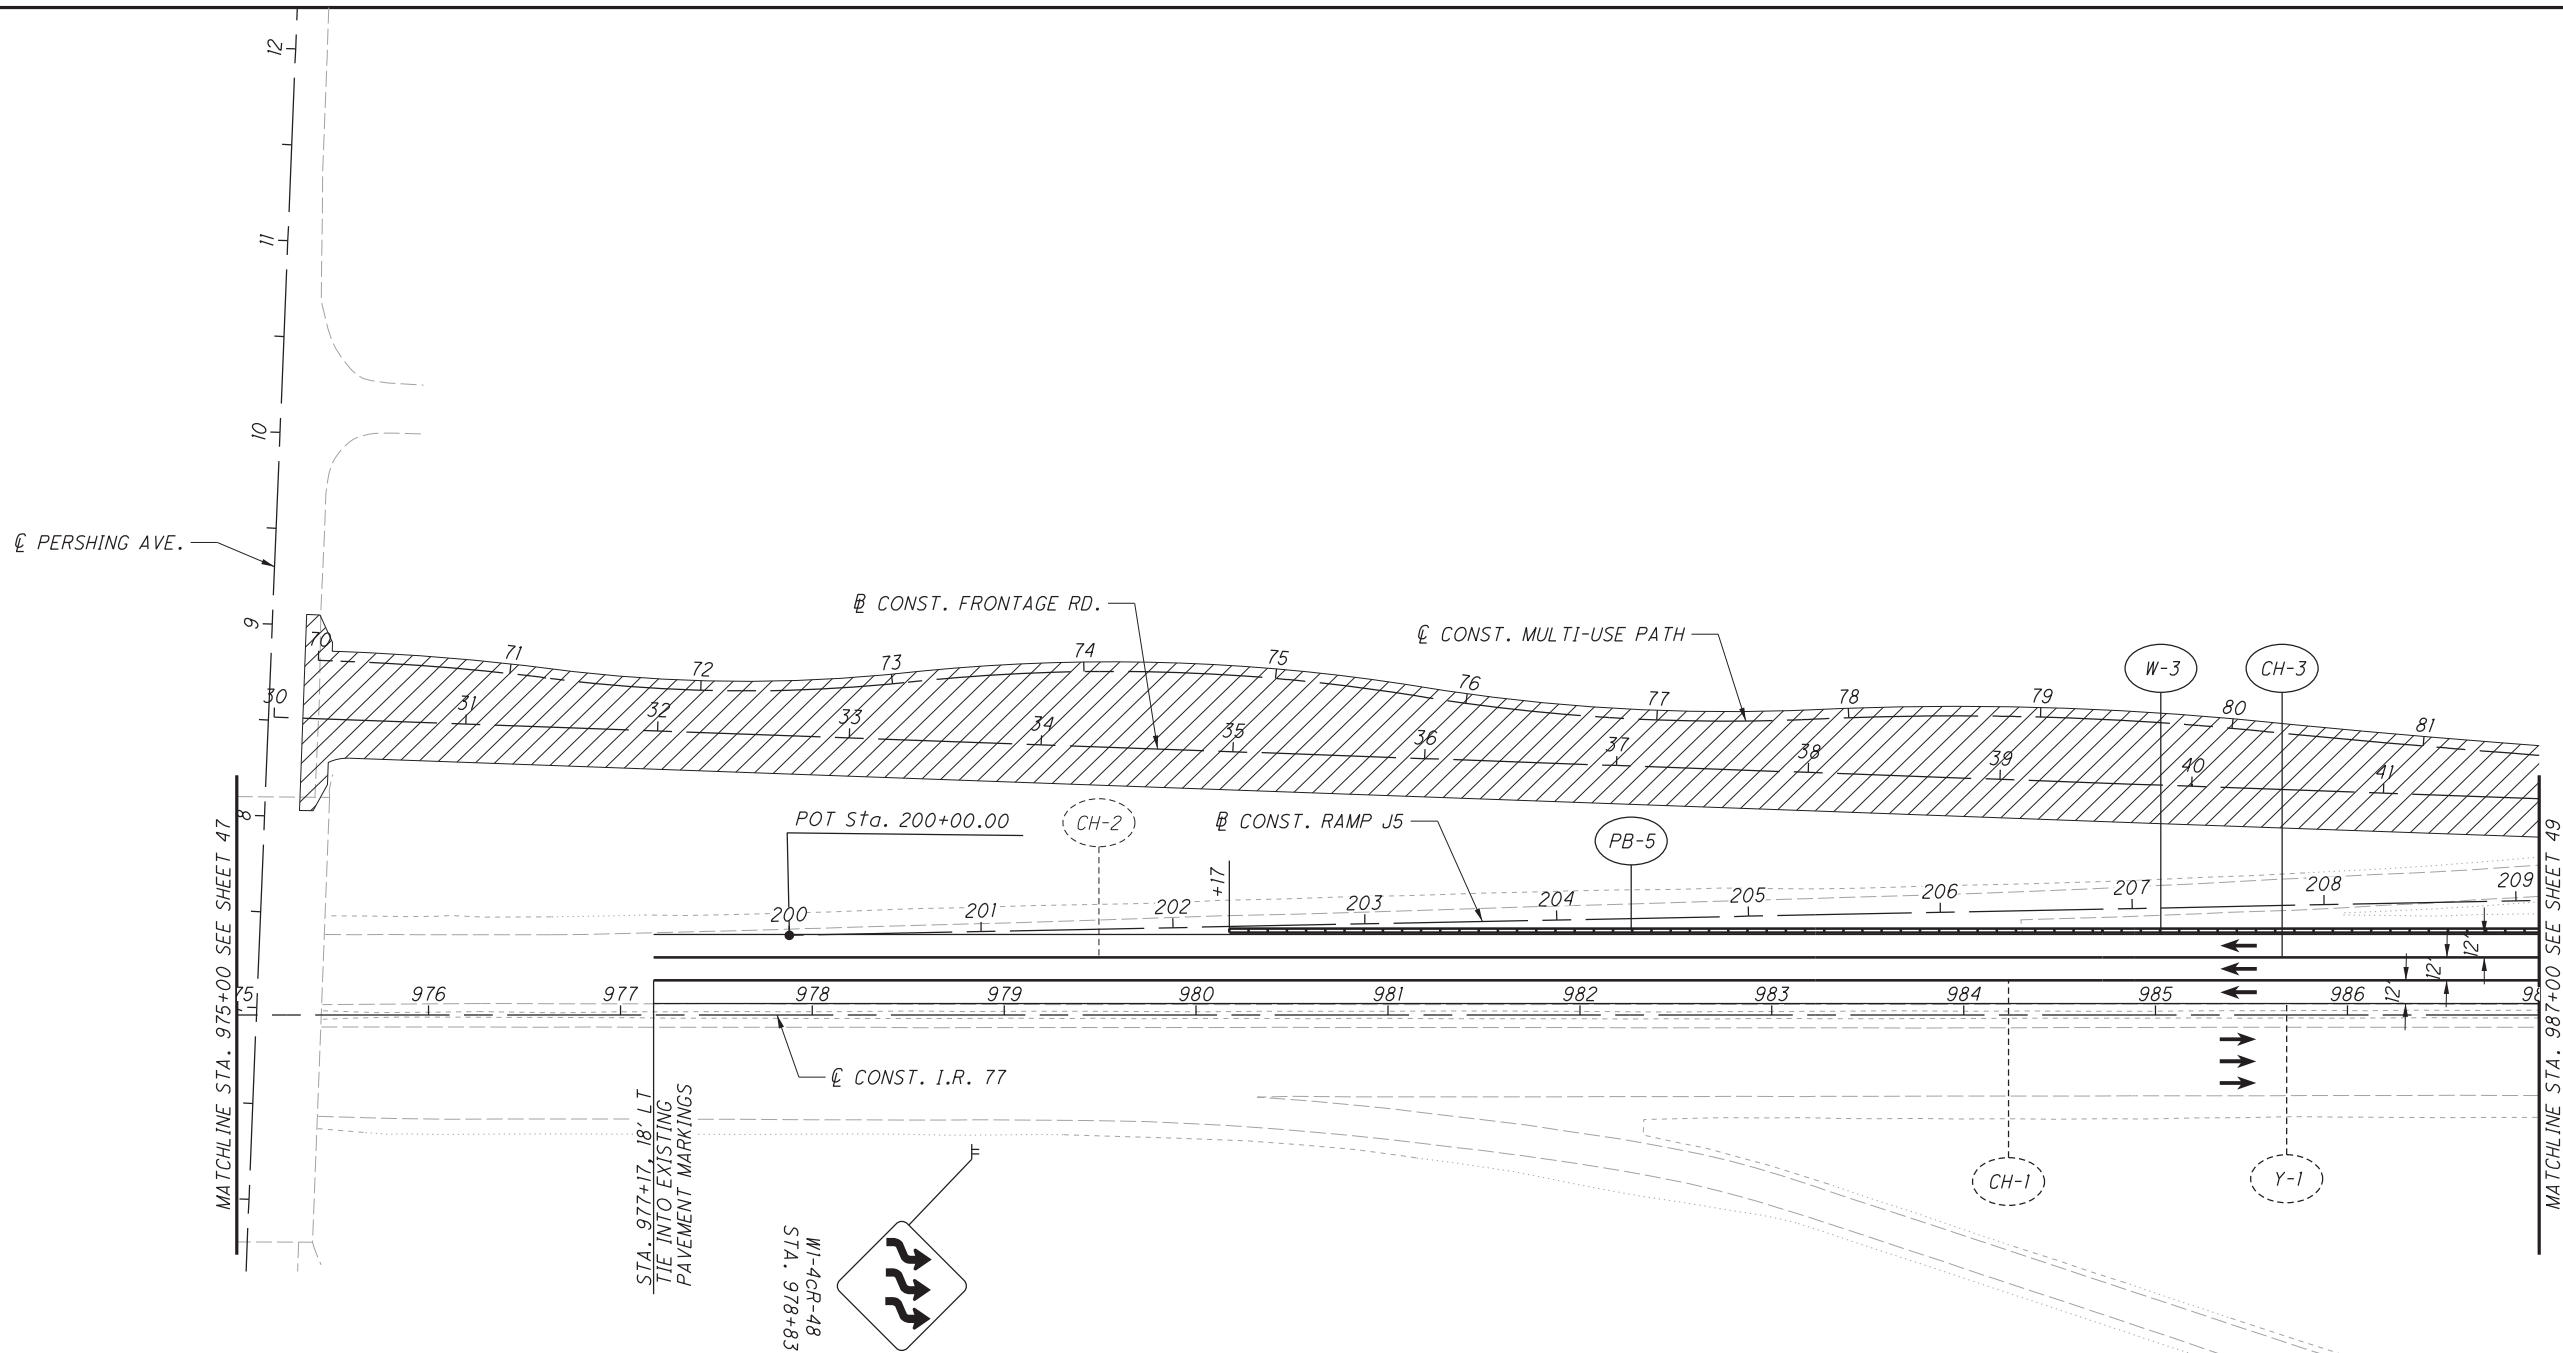 12
11
10
℄ PERSHING AVE.
9
℄ CONST. FRONTAGE RD.
℄ CONST. MULTI-USE PATH
70
71
72
73
74
75
76
77
78
79
80
81
W-3
CH-3
30
31
32
33
34
35
36
37
38
39
40
41
8
POT Sta. 200+00.00
CH-2
CONST. RAMP J5
PB-5
+17
200
201
202
203
204
205
206
207
208
209
12'
12'
12'
75
976
977
978
979
980
981
982
983
984
985
986
98
℄ CONST. I.R. 77
MATCHLINE STA. 975+00 SEE SHEET 47
MATCHLINE STA. 987+00 SEE SHEET 49
STA. 977+17, 18' LT
TIE INTO EXISTING
PAVEMENT MARKINGS
CH-1
Y-1
W1-4cR-48
STA. 978+83